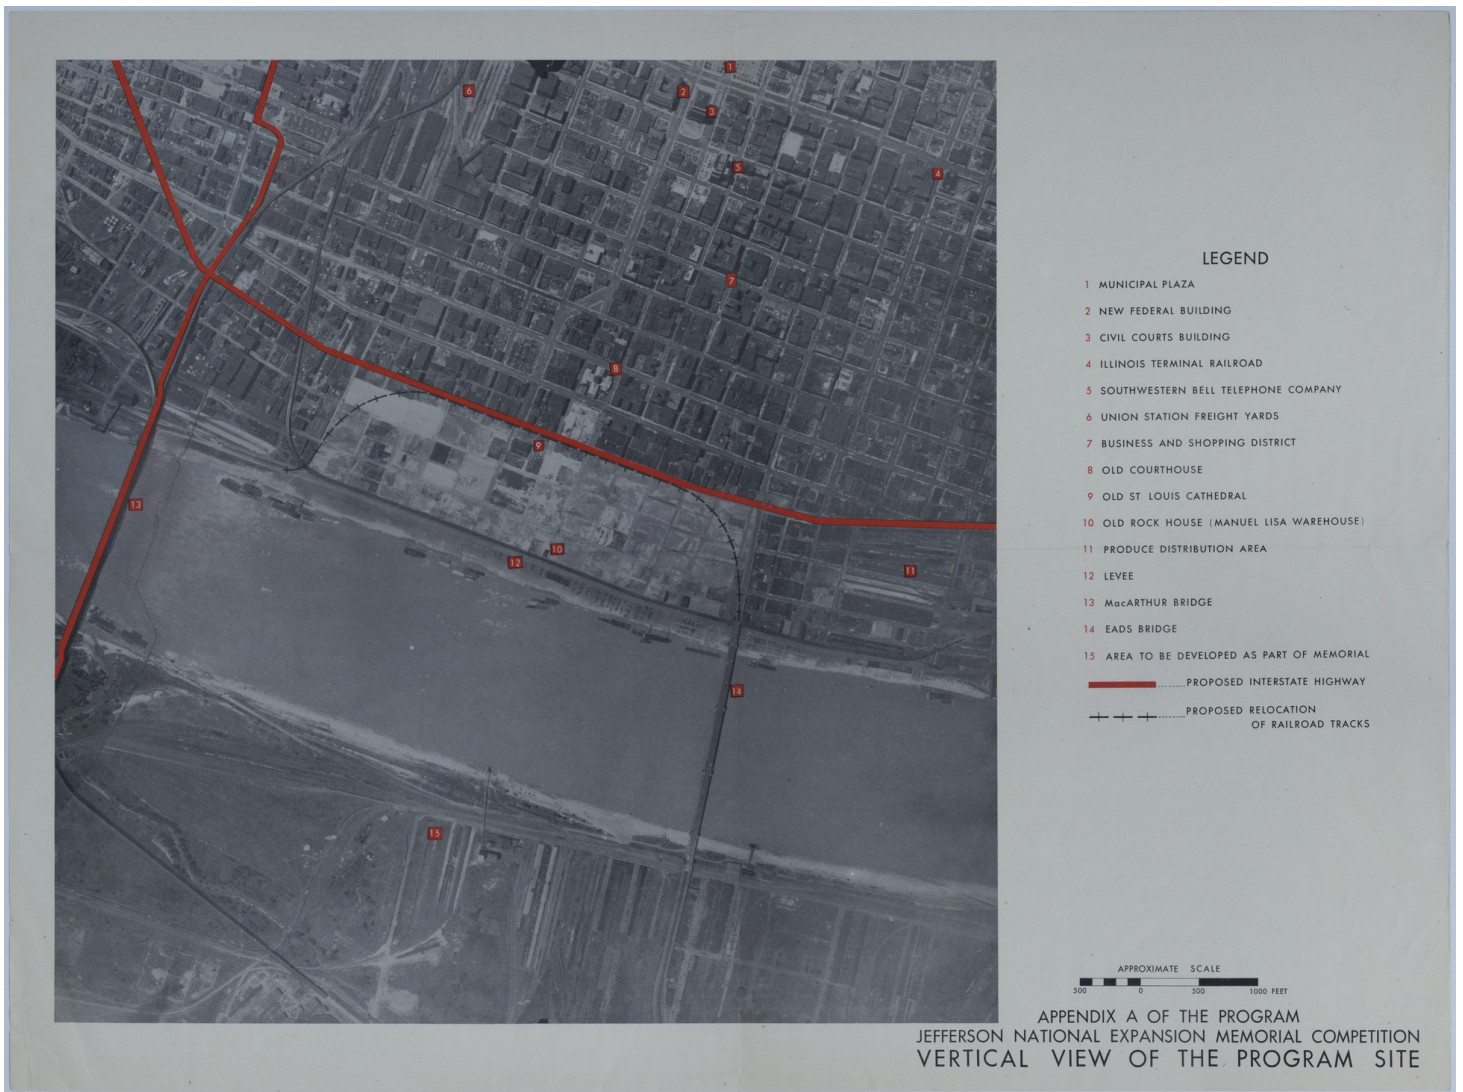 1
2
6
3
5
4
7
8
9
10
12
11
13
14
15
LEGEND
1 MUNICIPAL PLAZA
2 NEW FEDERAL BUILDING
3 CIVIL COURTS BUILDING
4 ILLINOIS TERMINAL RAILROAD
5 SOUTHWESTERN BELL TELEPHONE COMPANY
6 UNION STATION FREIGHT YARDS
7 BUSINESS AND SHOPPING DISTRICT
8 OLD COURTHOUSE
9 OLD ST LOUIS CATHEDRAL
10 OLD ROCK HOUSE (MANUEL LISA WAREHOUSE)
11 PRODUCE DISTRIBUTION AREA
12 LEVEE
13 MacARTHUR BRIDGE
14 EADS BRIDGE
15 AREA TO BE DEVELOPED AS PART OF MEMORIAL
PROPOSED INTERSTATE HIGHWAY
PROPOSED RELOCATION
OF RAILROAD TRACKS
APPROXIMATE SCALE
500 0 500 1000 FEET
APPENDIX A OF THE PROGRAM
JEFFERSON NATIONAL EXPANSION MEMORIAL COMPETITION
VERTICAL VIEW OF THE PROGRAM SITE